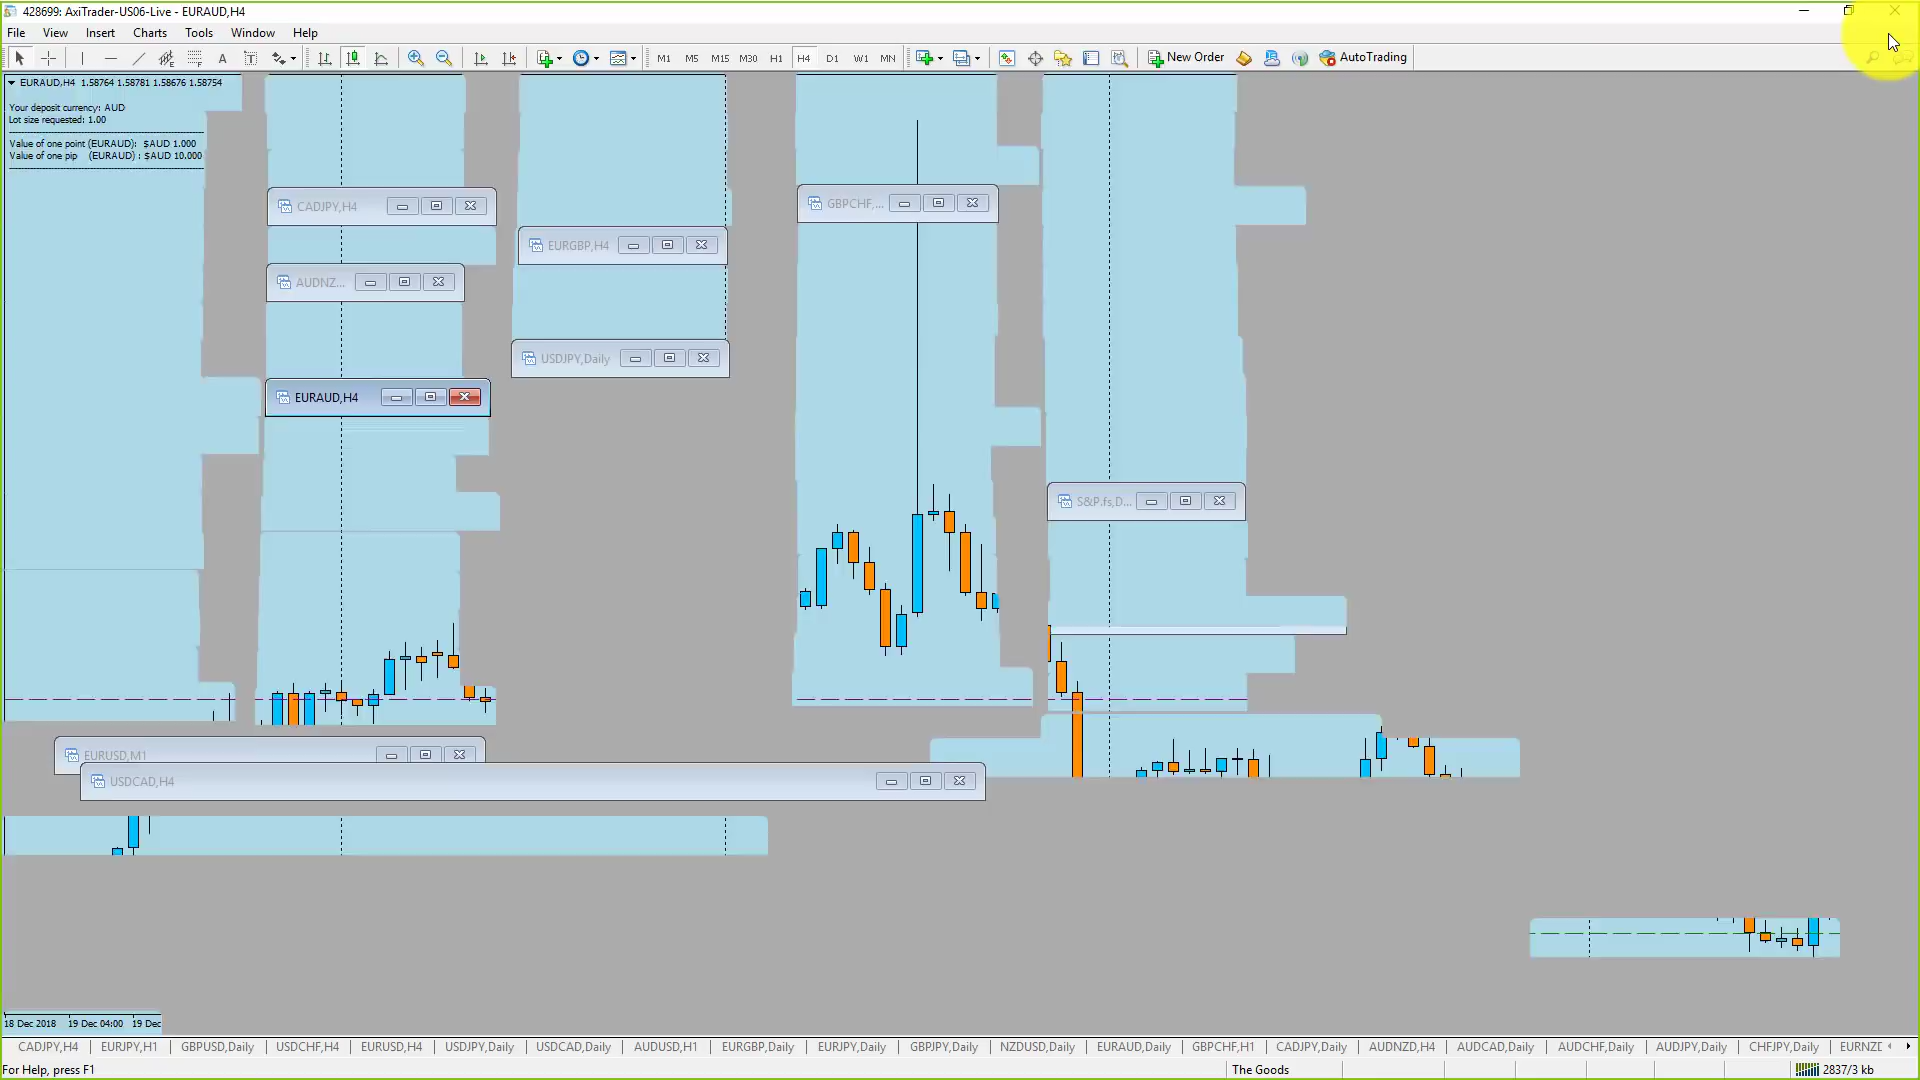 428699: AxiTrader-US06-Live - EURAUD,H4
File View Insert Charts Tools Window Help
M1 M5 M15 M30 H1 H4 D1 W1 MN New Order AutoTrading
EURAUD,H4 1.58764 1.58781 1.58676 1.58754
Your deposit currency: AUD
Lot size requested: 1.00
Value of one point (EURAUD): $AUD 1.000
Value of one pip (EURAUD) : $AUD 10.000
CADJPY,H4
GBPCHF,...
EURGBP,H4
AUDNZ...
USDJPY,Daily
EURAUD,H4
S&P.fs,D...
EURUSD,M1
USDCAD,H4
18 Dec 2018 19 Dec 04:00 19 Dec
CADJPY,H4 EURJPY,H1 GBPUSD,Daily USDCHF,H4 EURUSD,H4 USDJPY,Daily USDCAD,Daily AUDUSD,H1 EURGBP,Daily EURJPY,Daily GBPJPY,Daily NZDUSD,Daily EURAUD,Daily GBPCHF,H1 CADJPY,Daily AUDNZD,H4 AUDCAD,Daily AUDCHF,Daily AUDJPY,Daily CHFJPY,Daily EURNZD
For Help, press F1 The Goods 2837/3 kb